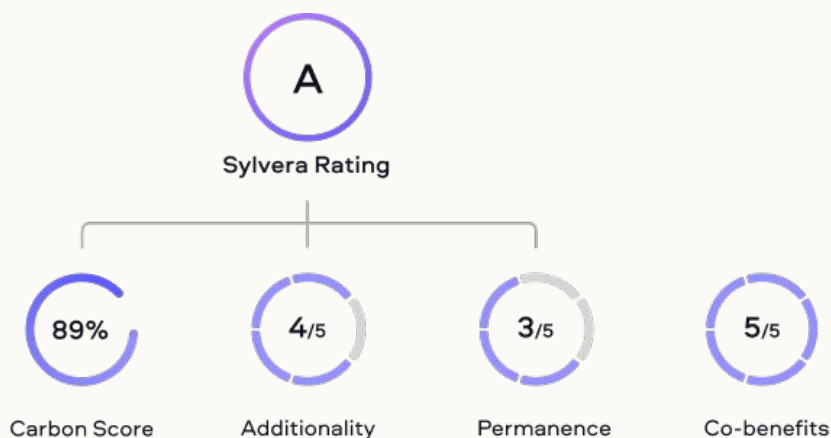 A
Sylvera Rating
89%
4/5
3/5
5/5
Carbon Score
Additionality
Permanence
Co-benefits